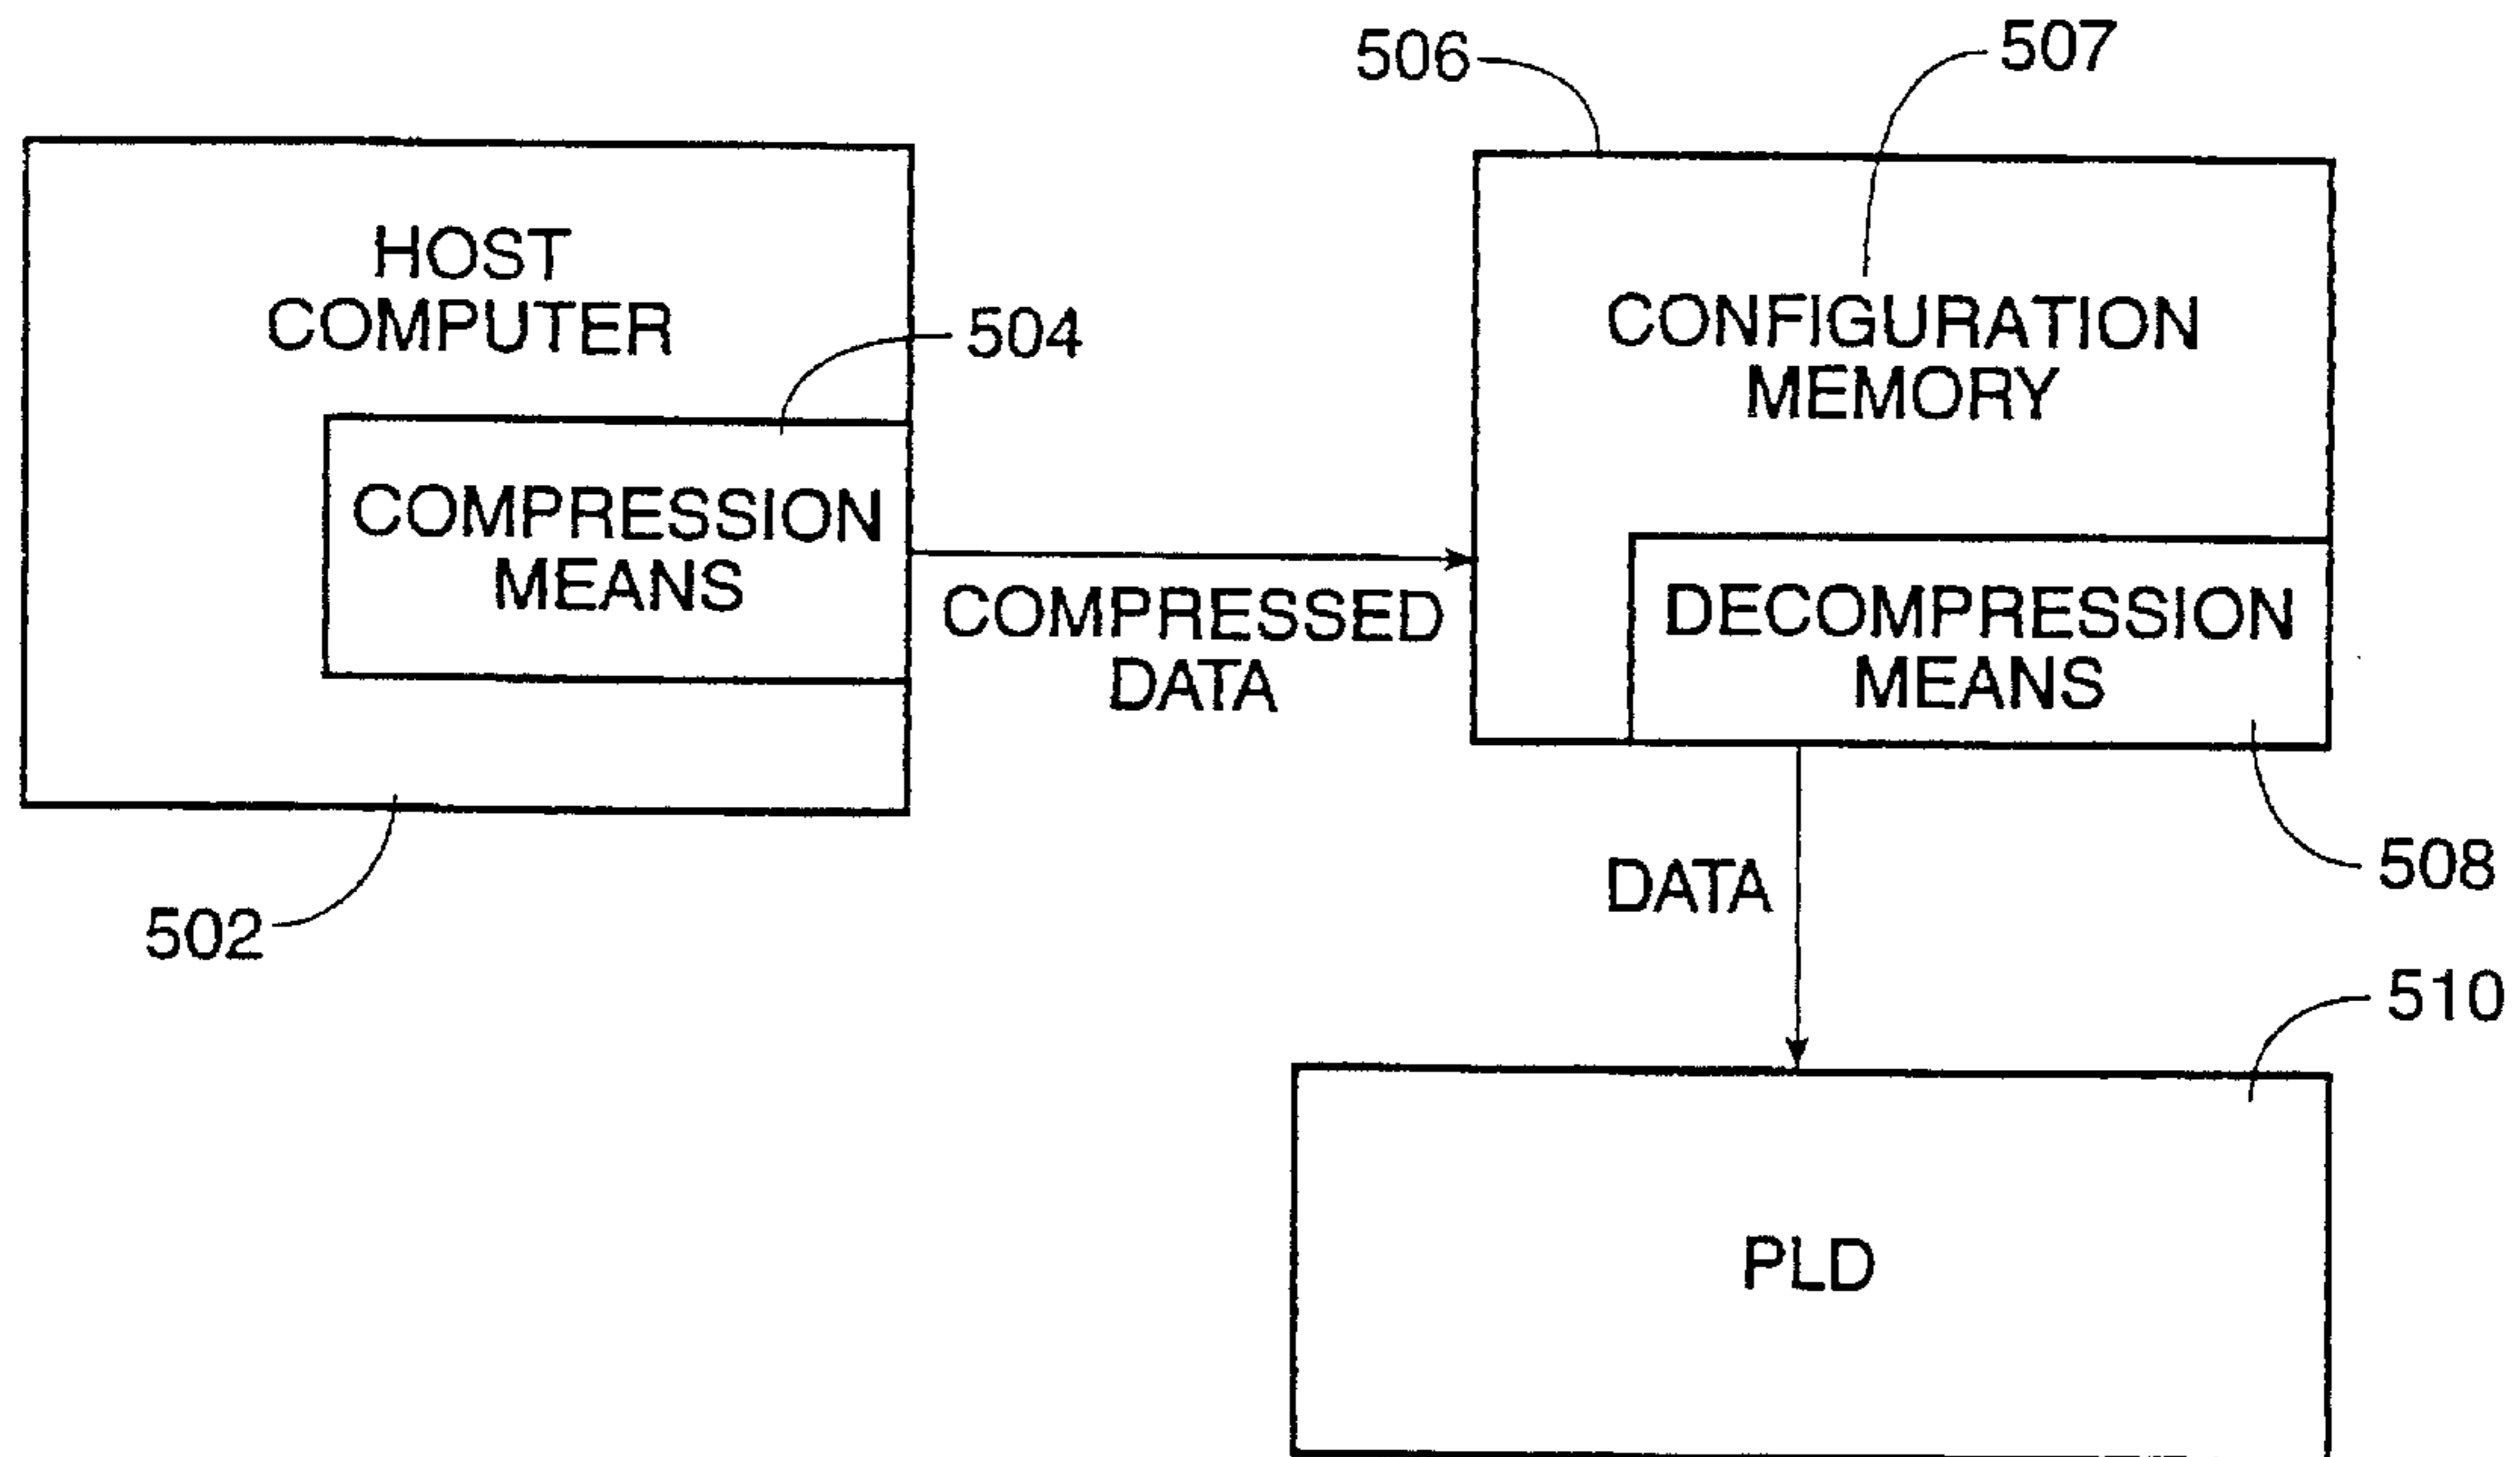 506
507
HOST
COMPUTER
504
CONFIGURATION
MEMORY
COMPRESSION
MEANS
COMPRESSED
DATA
DECOMPRESSION
MEANS
502
DATA
508
510
PLD